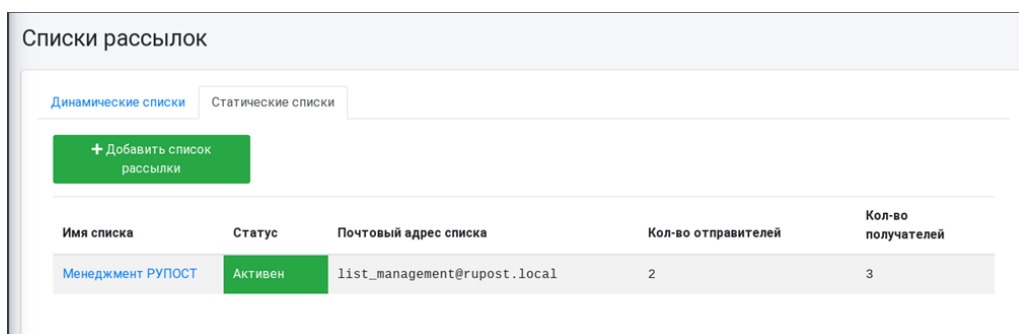 Списки рассылок
Динамические списки
Статические списки
+ Добавить список
рассылки
Имя списка Статус Почтовый адрес списка Кол-во отправителей Кол-во
получателей
Менеджмент РУПОСТ Активен list_management@rupost.local 2 3